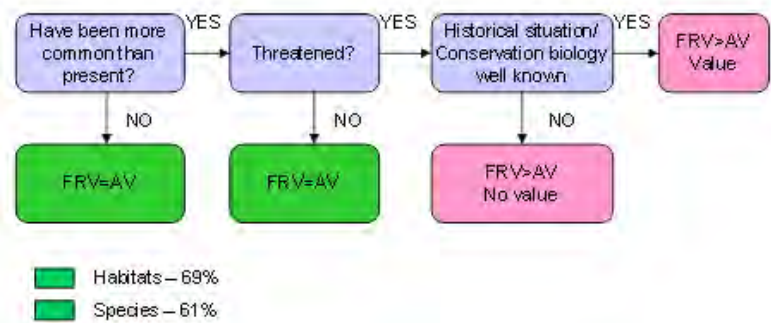 Have been more
common than
present?
YES
Threatened?
YES
Historical situation/
Conservation biology
well known
YES
FRV>AV
Value
NO
NO
NO
FRV=AV
FRV=AV
FRV>AV
No value
Habitats – 69%
Species – 61%